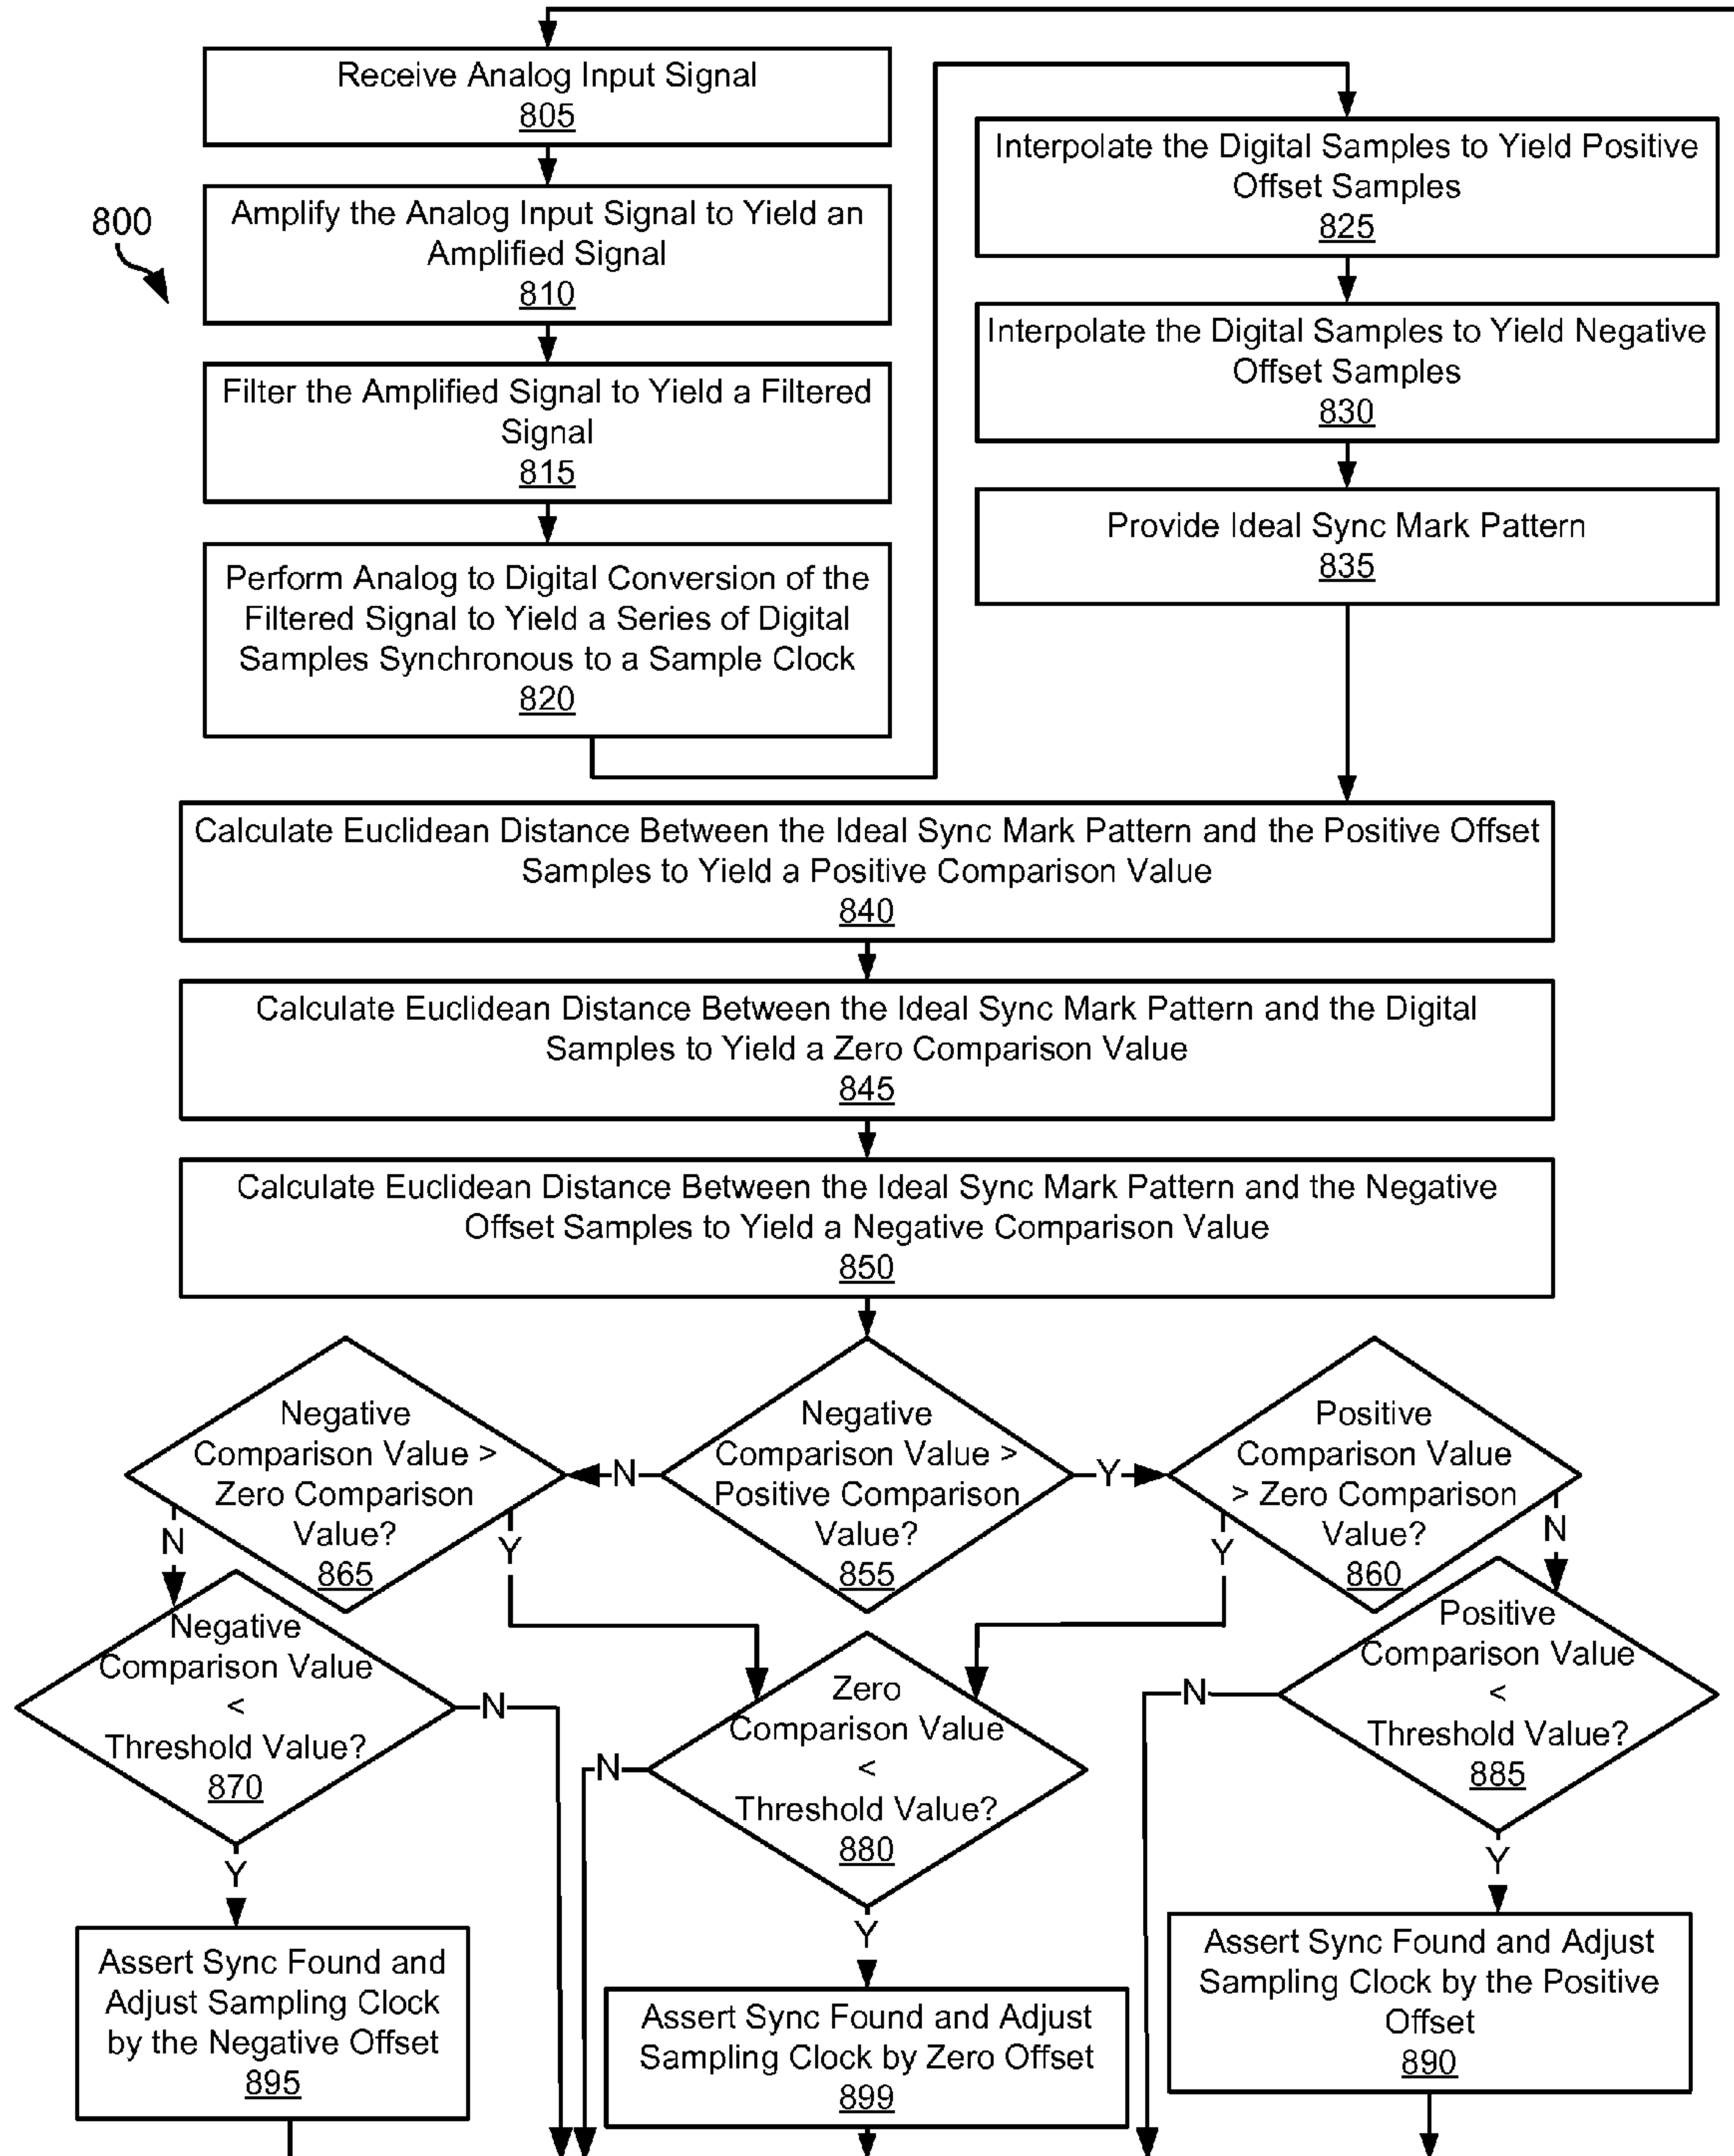 Receive Analog Input Signal
805
800
Amplify the Analog Input Signal to Yield an
Amplified Signal
810
Filter the Amplified Signal to Yield a Filtered
Signal
815
Perform Analog to Digital Conversion of the
Filtered Signal to Yield a Series of Digital
Samples Synchronous to a Sample Clock
820
Interpolate the Digital Samples to Yield Positive
Offset Samples
825
Interpolate the Digital Samples to Yield Negative
Offset Samples
830
Provide Ideal Sync Mark Pattern
835
Calculate Euclidean Distance Between the Ideal Sync Mark Pattern and the Positive Offset
Samples to Yield a Positive Comparison Value
840
Calculate Euclidean Distance Between the Ideal Sync Mark Pattern and the Digital
Samples to Yield a Zero Comparison Value
845
Calculate Euclidean Distance Between the Ideal Sync Mark Pattern and the Negative
Offset Samples to Yield a Negative Comparison Value
850
Negative
Comparison Value >
Zero Comparison
Value?
865
N
Negative
Comparison Value >
Positive Comparison
Value?
855
Y
Positive
Comparison Value
> Zero Comparison
Value?
860
N
Y
Y
N
Negative
Comparison Value
<
Threshold Value?
870
N
Zero
Comparison Value
<
Threshold Value?
880
N
Positive
Comparison Value
<
Threshold Value?
885
N
Y
Y
Y
Assert Sync Found and
Adjust Sampling Clock
by the Negative Offset
895
Assert Sync Found and Adjust
Sampling Clock by Zero Offset
899
Assert Sync Found and Adjust
Sampling Clock by the Positive
Offset
890